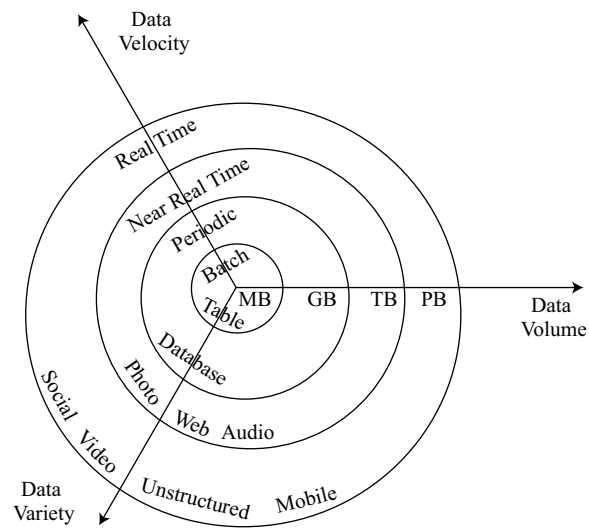 Data
Velocity
Real Time
Near Real Time
Periodic
Batch
MB GB TB PB
Data
Volume
Table
Database
Photo Web Audio
Social Video Unstructured Mobile
Data
Variety